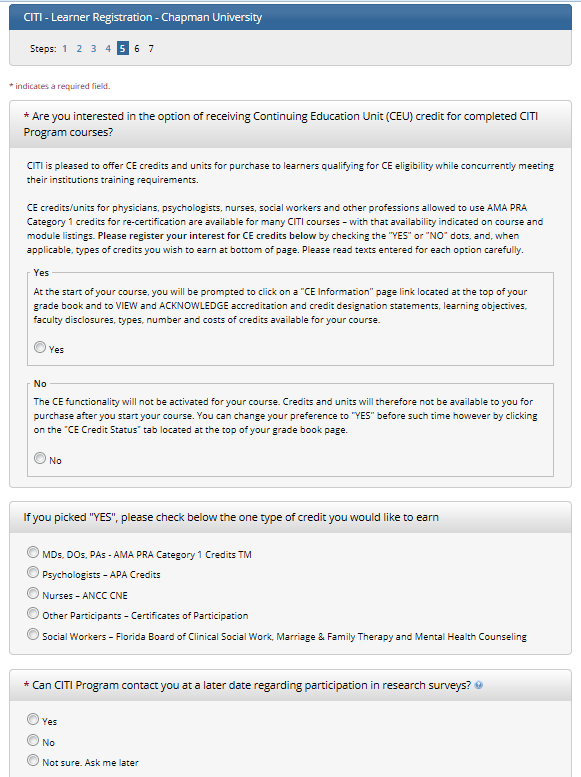 CITI - Learner Registration - Chapman University
Steps: 1 2 3 4 5 6 7
* indicates a required field.
* Are you interested in the option of receiving Continuing Education Unit (CEU) credit for completed CITI
Program courses?
CITI is pleased to offer CE credits and units for purchase to learners qualifying for CE eligibility while concurrently meeting
their institutions training requirements.
CE credits/units for physicians, psychologists, nurses, social workers and other professions allowed to use AMA PRA
Category 1 credits for re-certification are available for many CITI courses – with that availability indicated on course and
module listings. Please register your interest for CE credits below by checking the "YES" or "NO" dots, and, when
applicable, types of credits you wish to earn at bottom of page. Please read texts entered for each option carefully.
Yes
At the start of your course, you will be prompted to click on a "CE Information" page link located at the top of your
grade book and to VIEW and ACKNOWLEDGE accreditation and credit designation statements, learning objectives,
faculty disclosures, types, number and costs of credits available for your course.
Yes
No
The CE functionality will not be activated for your course. Credits and units will therefore not be available to you for
purchase after you start your course. You can change your preference to "YES" before such time however by clicking
on the "CE Credit Status" tab located at the top of your grade book page.
No
If you picked "YES", please check below the one type of credit you would like to earn
MDs, DOs, PAs - AMA PRA Category 1 Credits TM
Psychologists – APA Credits
Nurses – ANCC CNE
Other Participants – Certificates of Participation
Social Workers – Florida Board of Clinical Social Work, Marriage & Family Therapy and Mental Health Counseling
* Can CITI Program contact you at a later date regarding participation in research surveys?
Yes
No
Not sure. Ask me later